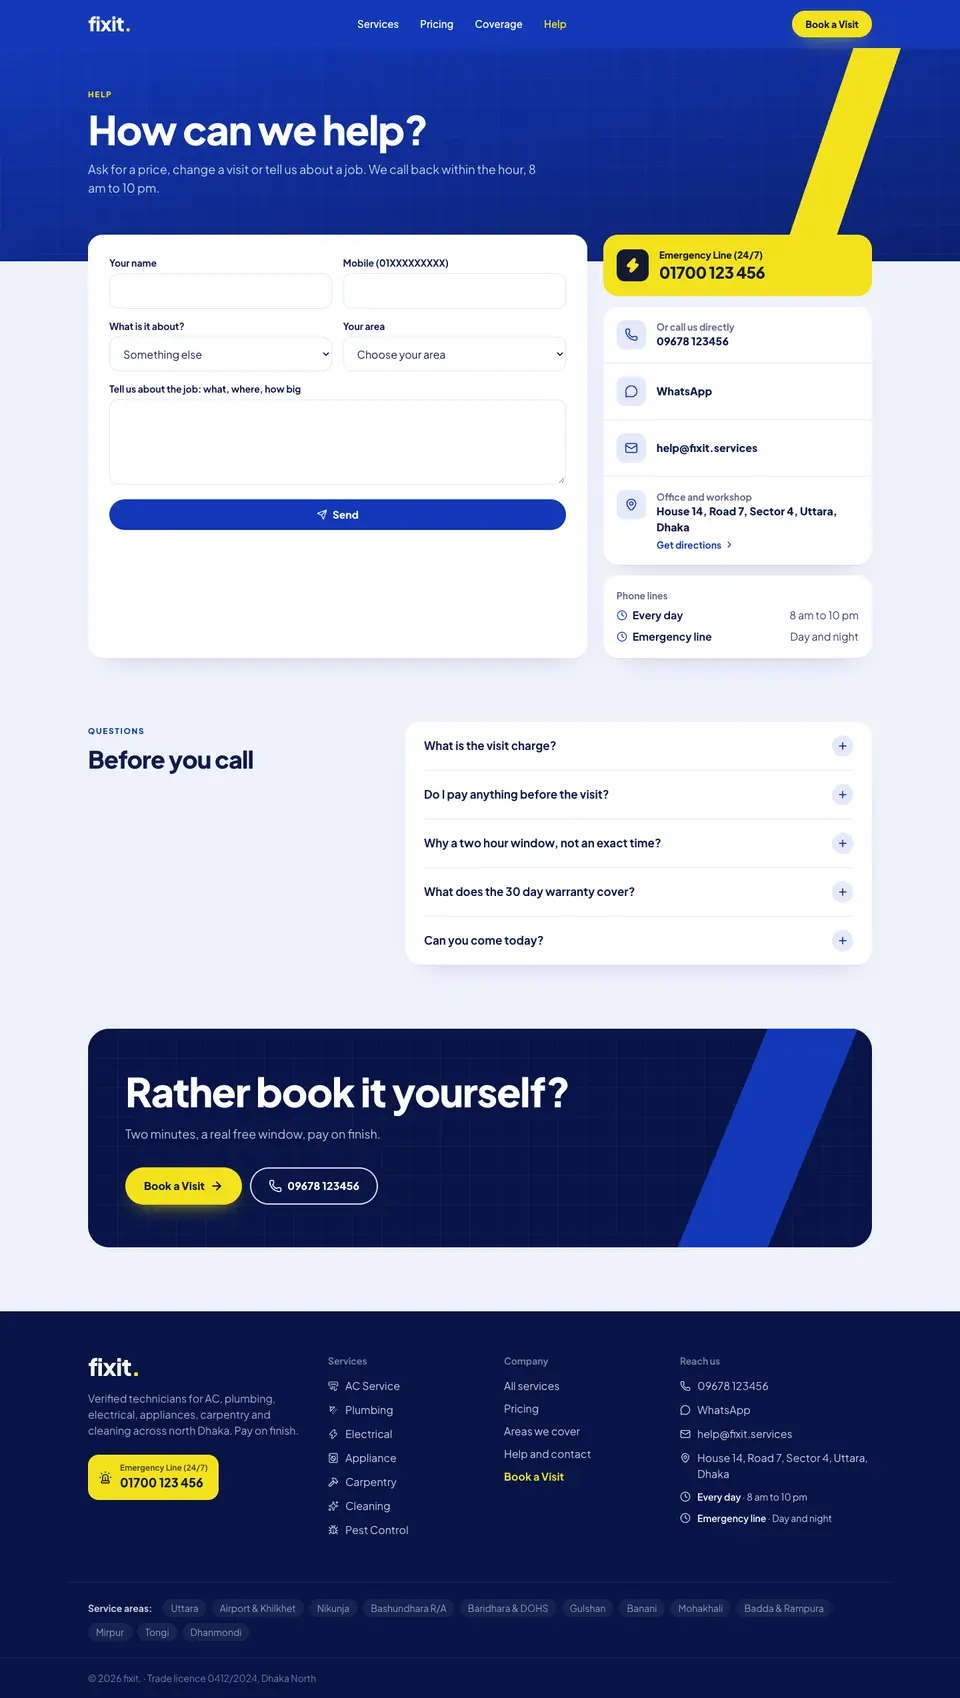 fixit.
Services
Pricing
Coverage
Help
Book a Visit
HELP
How can we help?
Ask for a price, change a visit or tell us about a job. We call back within the hour, 8
am to 10 pm.
Your name
Mobile (01XXXXXXXXX)
What is it about?
Something else
Your area
Choose your area
Tell us about the job: what, where, how big
Send
Emergency Line (24/7)
01700 123 456
Or call us directly
09678 123456
WhatsApp
help@fixit.services
Office and workshop
House 14, Road 7, Sector 4, Uttara,
Dhaka
Get directions
Phone lines
Every day
8 am to 10 pm
Emergency line
Day and night
QUESTIONS
Before you call
What is the visit charge?
Do I pay anything before the visit?
Why a two hour window, not an exact time?
What does the 30 day warranty cover?
Can you come today?
Rather book it yourself?
Two minutes, a real free window, pay on finish.
Book a Visit
09678 123456
fixit.
Verified technicians for AC, plumbing,
electrical, appliances, carpentry and
cleaning across north Dhaka. Pay on finish.
Emergency Line (24/7)
01700 123 456
Services
AC Service
Plumbing
Electrical
Appliance
Carpentry
Cleaning
Pest Control
Company
All services
Pricing
Areas we cover
Help and contact
Book a Visit
Reach us
09678 123456
WhatsApp
help@fixit.services
House 14, Road 7, Sector 4, Uttara,
Dhaka
Every day · 8 am to 10 pm
Emergency line · Day and night
Service areas:
Uttara
Airport & Khilkhet
Nikunja
Bashundhara R/A
Baridhara & DOHS
Gulshan
Banani
Mohakhali
Badda & Rampura
Mirpur
Tongi
Dhanmondi
© 2026 fixit. · Trade licence 0412/2024, Dhaka North